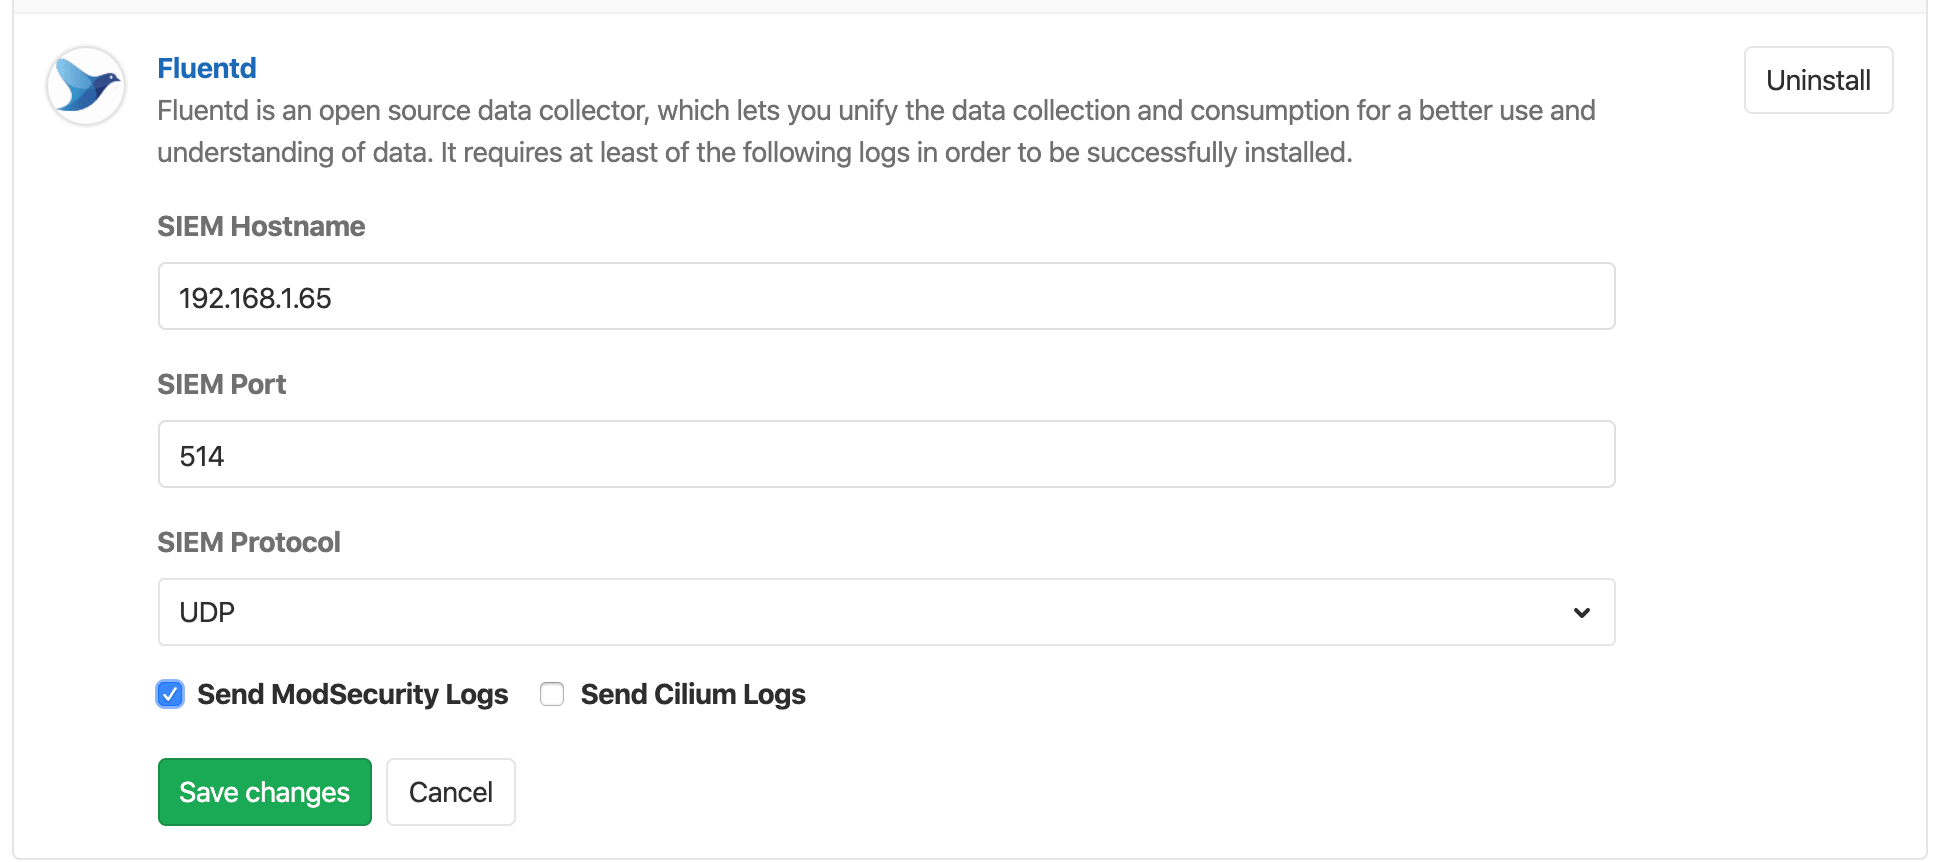 Fluentd
Uninstall
Fluentd is an open source data collector, which lets you unify the data collection and consumption for a better use and
understanding of data. It requires at least of the following logs in order to be successfully installed.
SIEM Hostname
192.168.1.65
SIEM Port
514
SIEM Protocol
UDP
Send ModSecurity Logs Send Cilium Logs
Save changes Cancel